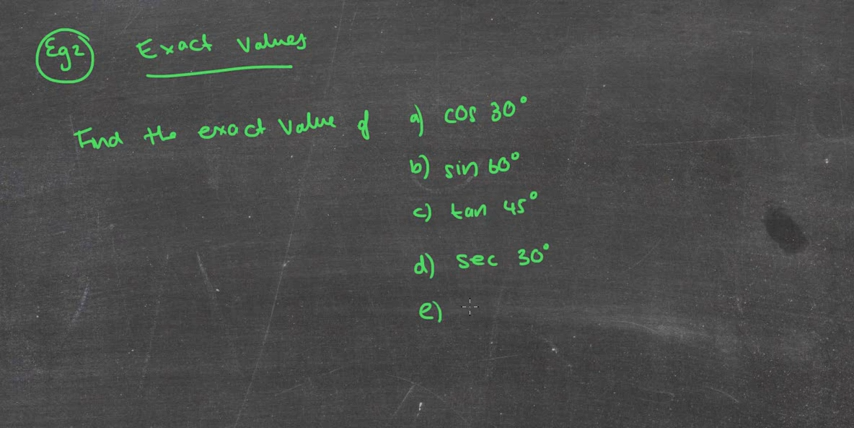 Eg2 Exact Values
Find the exact value of a) cos 30°
b) sin 60°
c) tan 45°
d) sec 30°
e)